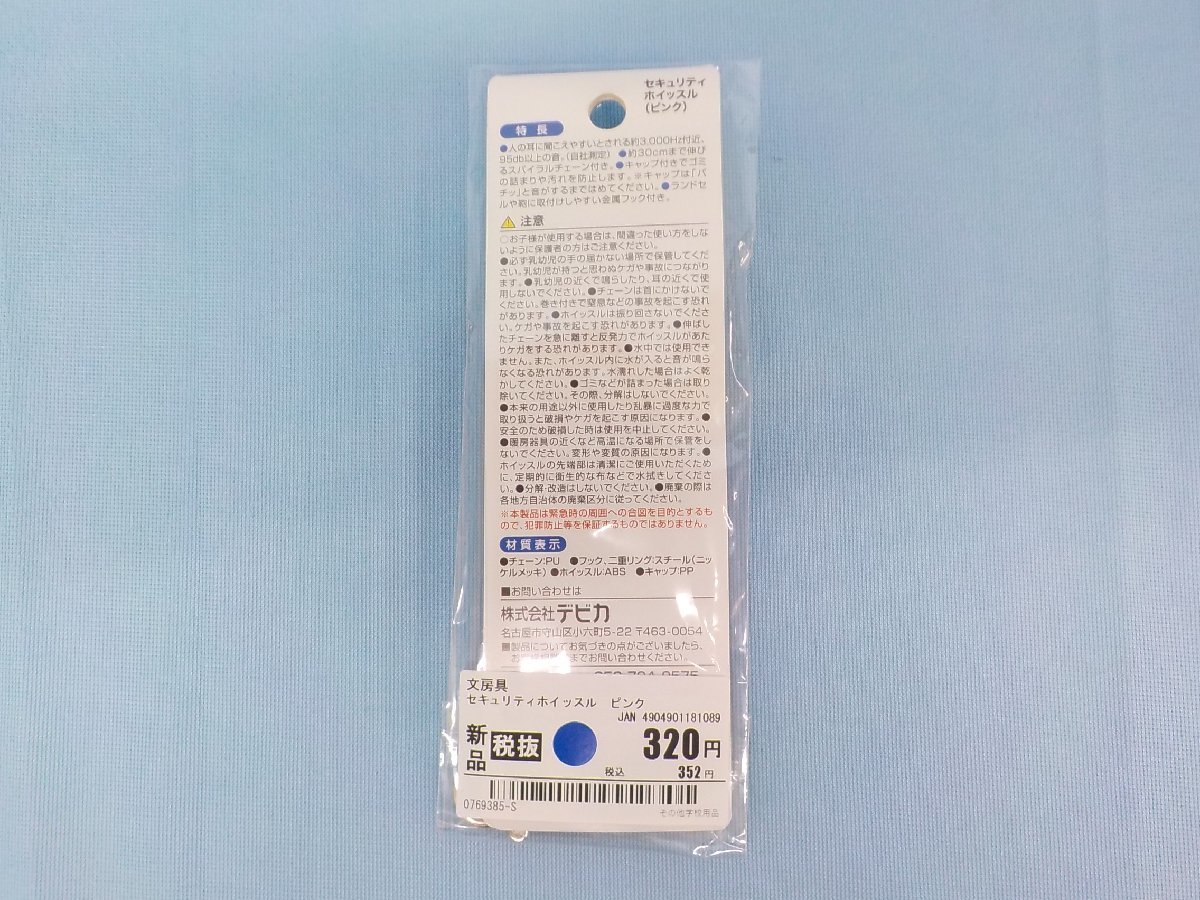 セキュリティ
ホイッスル
(ピンク)
特長
●人の耳に聞こえやすいとされる約3,000Hz付近、
95db以上の音。(自社測定) ●約30cmまで伸び
るスパイラルチェーン付き。●キャップ付きでゴミ
の詰まりや汚れを防止します。※キャップは「パ
チッ」と音がするまではめてください。●ランドセ
ルや鞄に取付けしやすい金属フック付き。
注意
○お子様が使用する場合は、間違った使い方をしな
いように保護者の方はご注意ください。
●必ず乳幼児の手の届かない場所で保管してくだ
さい。乳幼児が持つと思わぬケガや事故につながり
ます。●乳幼児の近くで鳴らしたり、耳の近くで使
用しないでください。●チェーンは首にかけないで
ください。巻き付きで窒息などの事故を起こす恐れ
があります。●ホイッスルは振り回さないでくださ
い。ケガや事故を起こす恐れがあります。●伸ばし
たチェーンを急に離すと反発力でホイッスルがあた
りケガをする恐れがあります。●水中では使用でき
ません。また、ホイッスル内に水が入ると音が鳴ら
なくなる恐れがあります。水濡れした場合はよく乾
かしてください。●ゴミなどが詰まった場合は取り
除いてください。その際、分解はしないでください。
●本来の用途以外に使用したり乱暴に過度な力で
取り扱うと破損やケガを起こす原因になります。●
安全のため破損した時は使用を中止してください。
●暖房器具の近くなど高温になる場所で保管をし
ないでください。変形や変質の原因になります。●
ホイッスルの先端部は清潔にご使用いただくため
に、定期的に衛生的な布などで水拭きしてくださ
い。●分解・改造はしないでください。●廃棄の際は
各地方自治体の廃棄区分に従ってください。
※本製品は緊急時の周囲への合図を目的とするも
ので、犯罪防止等を保証するものではありません。
材質表示
●チェーン:PU ●フック、二重リング:スチール(ニッ
ケルメッキ) ●ホイッスル:ABS ●キャップ:PP
■お問い合わせは
株式会社デビカ
名古屋市守山区小六町5-22 〒463-0054
■製品についてお気づきの点がございましたら、
までお問い合わせください。
文房具
セキュリティホイッスル ピンク
JAN 4904901181089
新品 税抜 320円
税込 352円
0769385-S
その他学校用品